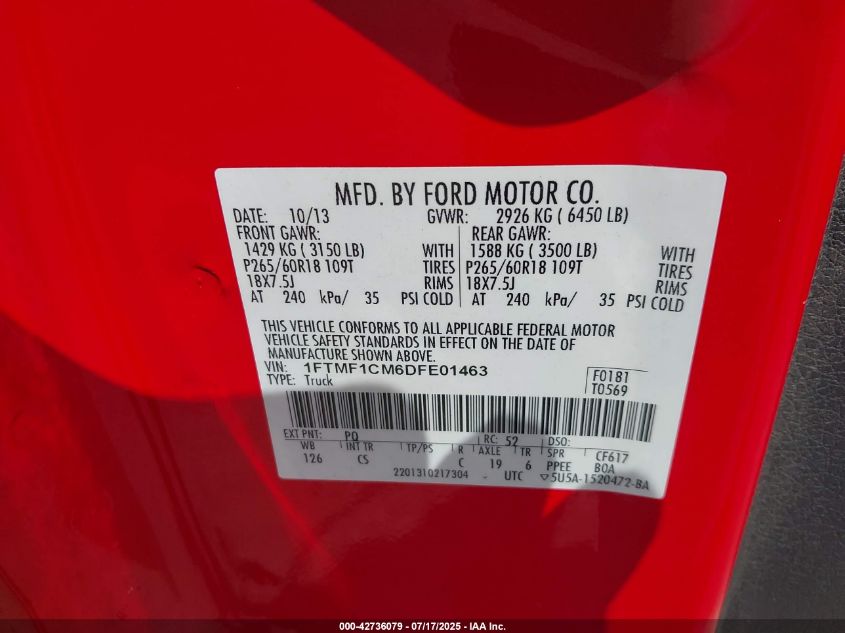 MFD. BY FORD MOTOR CO.
DATE: 10/13 GVWR: 2926 KG ( 6450 LB)
FRONT GAWR: REAR GAWR:
1429 KG ( 3150 LB) WITH 1588 KG ( 3500 LB) WITH
P265/60R18 109T TIRES P265/60R18 109T TIRES
18X7.5J RIMS 18X7.5J RIMS
AT 240 kPa/ 35 PSI COLD AT 240 kPa/ 35 PSI COLD
THIS VEHICLE CONFORMS TO ALL APPLICABLE FEDERAL MOTOR
VEHICLE SAFETY STANDARDS IN EFFECT ON THE DATE OF
MANUFACTURE SHOWN ABOVE.
VIN: 1FTMF1CM6DFE01463 F0181
TYPE: Truck T0569
EXT PNT: PQ RC: 52 DSO:
WB INT TR TP/PS R AXLE TR SPR CF617
126 CS C 19 6 PPEE BOA
2201310217304 UTC ▽5U5A-1520472-BA
000-42736079 - 07/17/2025 - IAA Inc.